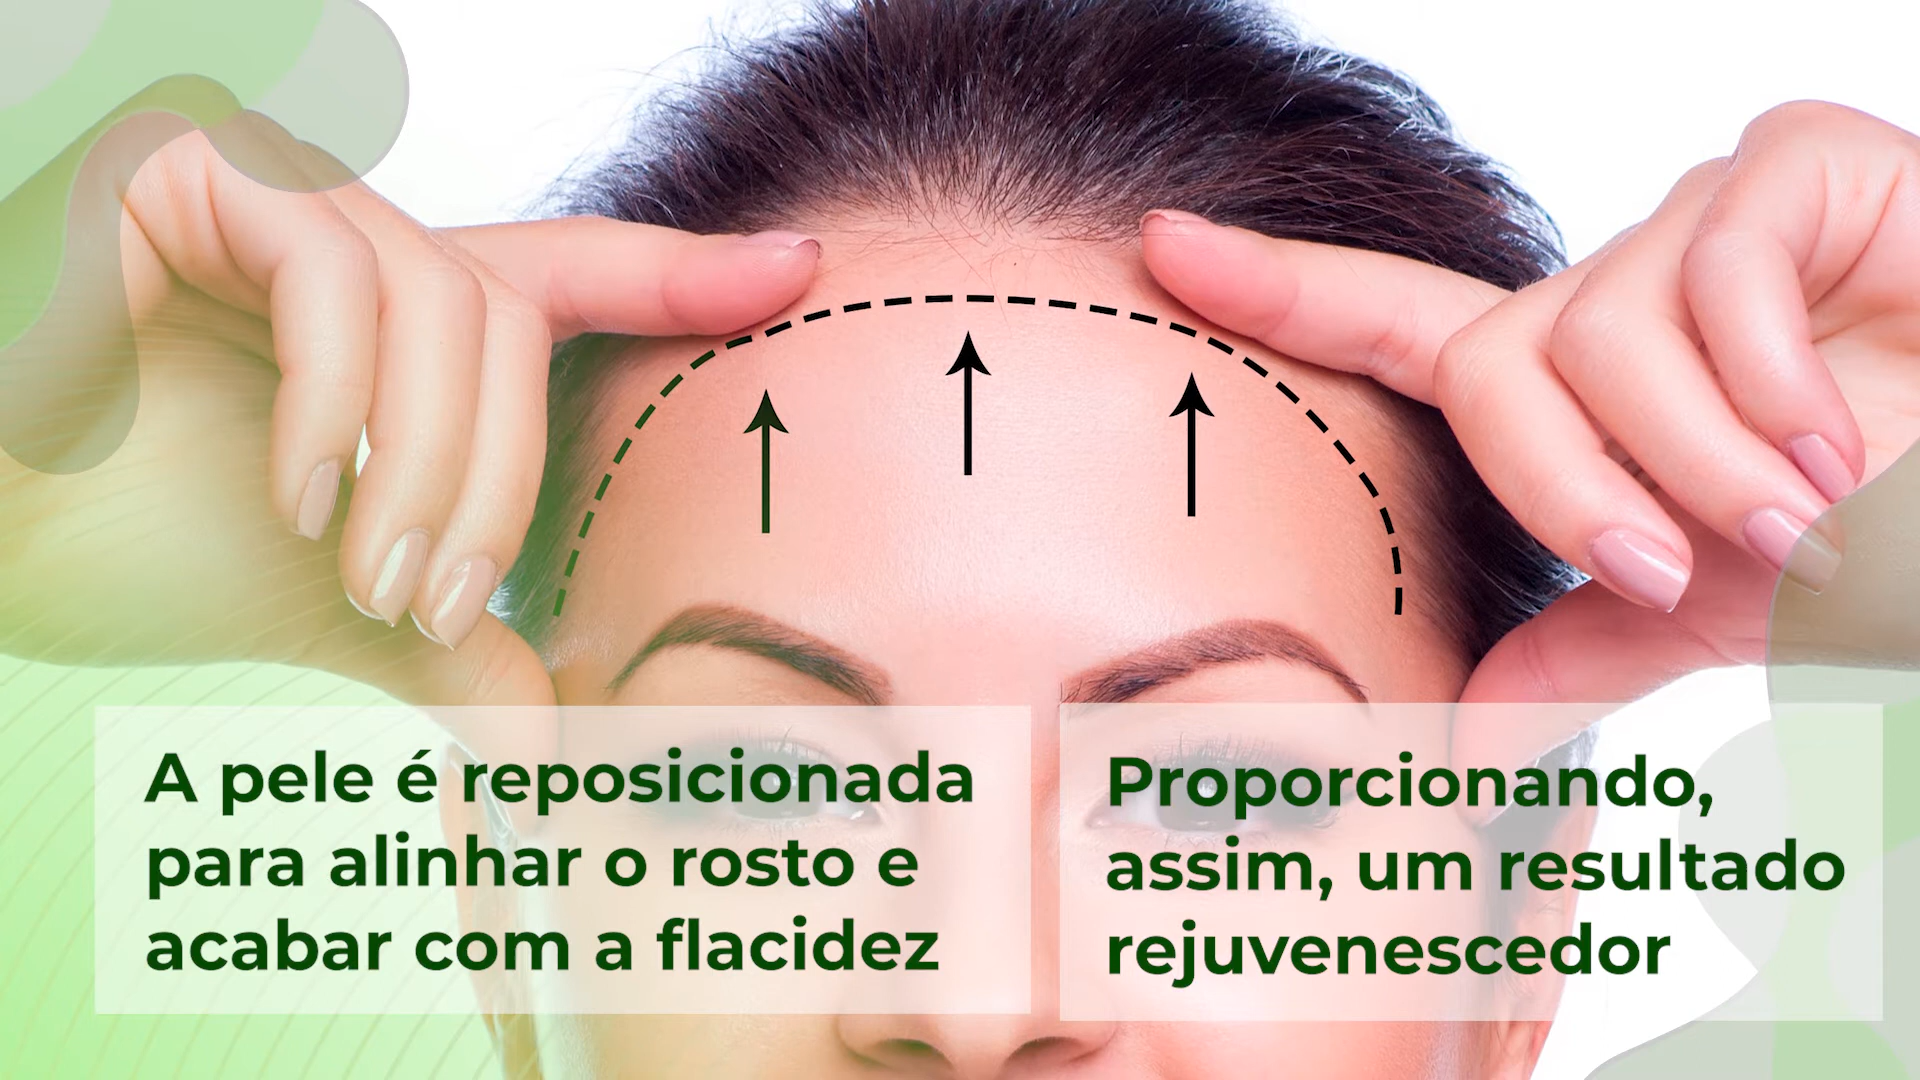 A pele é reposicionada
para alinhar o rosto e
acabar com a flacidez
Proporcionando,
assim, um resultado
rejuvenescedor